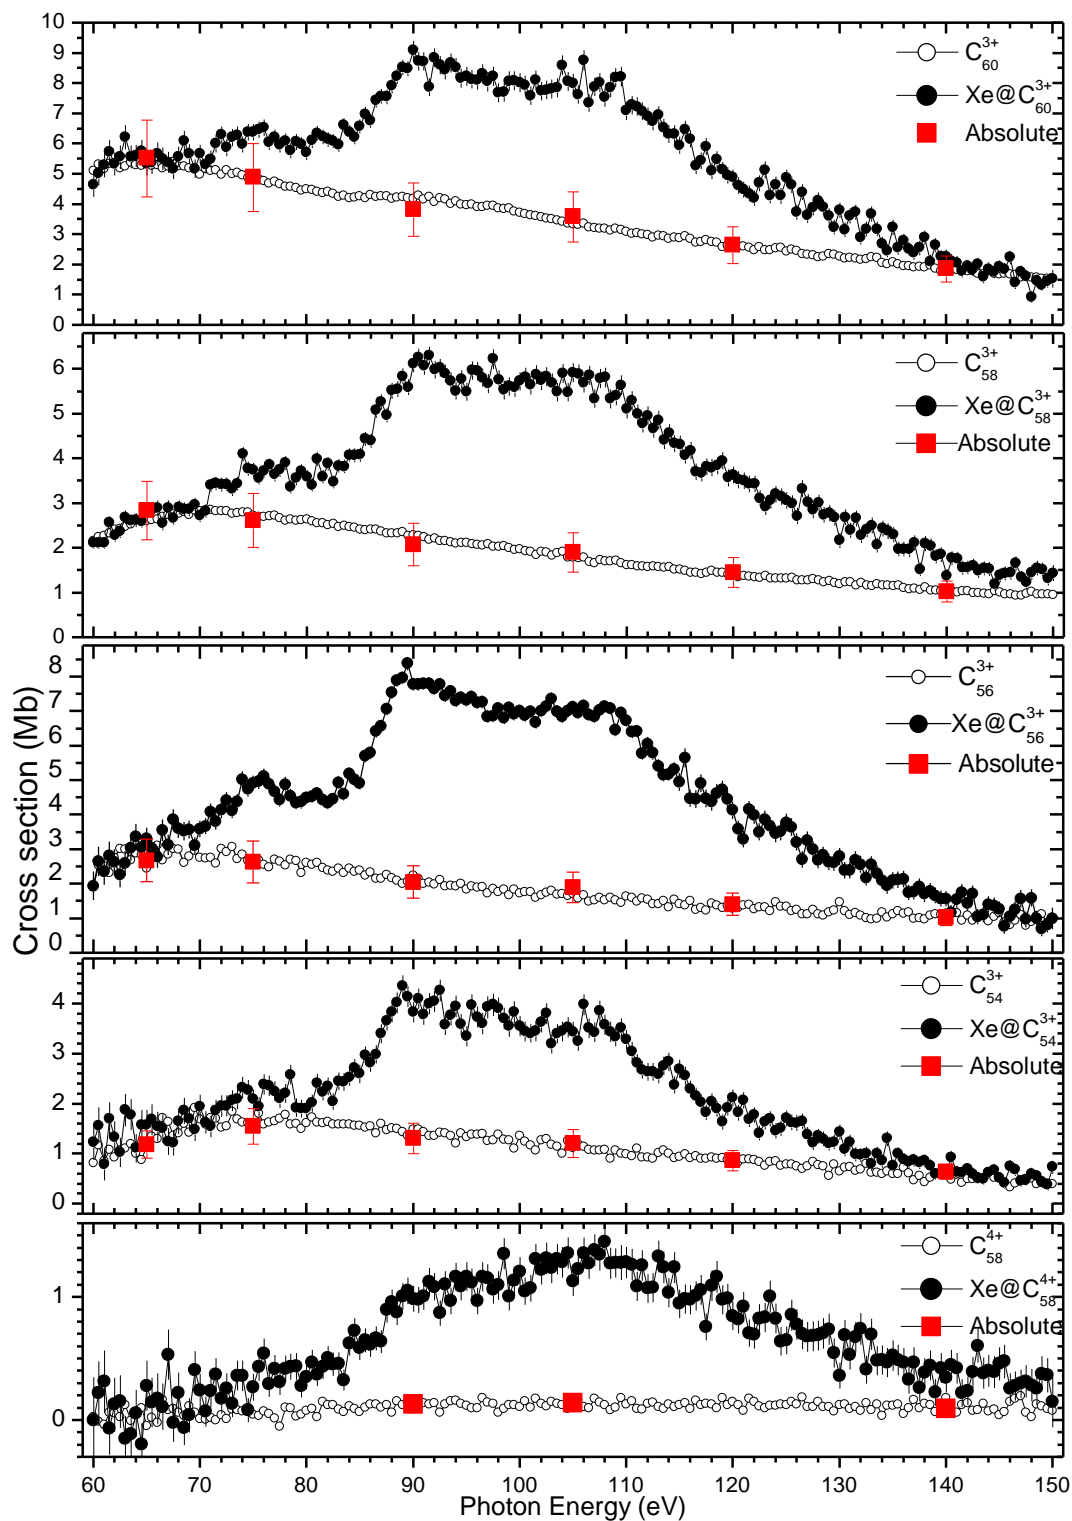 10
9
8
7
6
5
4
3
2
1
0
C60 3+
Xe@C60 3+
Absolute
6
5
4
3
2
1
0
C58 3+
Xe@C58 3+
Absolute
8
7
6
5
4
3
2
1
0
C56 3+
Xe@C56 3+
Absolute
Cross section (Mb)
4
3
2
1
0
C54 3+
Xe@C54 3+
Absolute
1
0
C58 4+
Xe@C58 4+
Absolute
60 70 80 90 100 110 120 130 140 150
Photon Energy (eV)